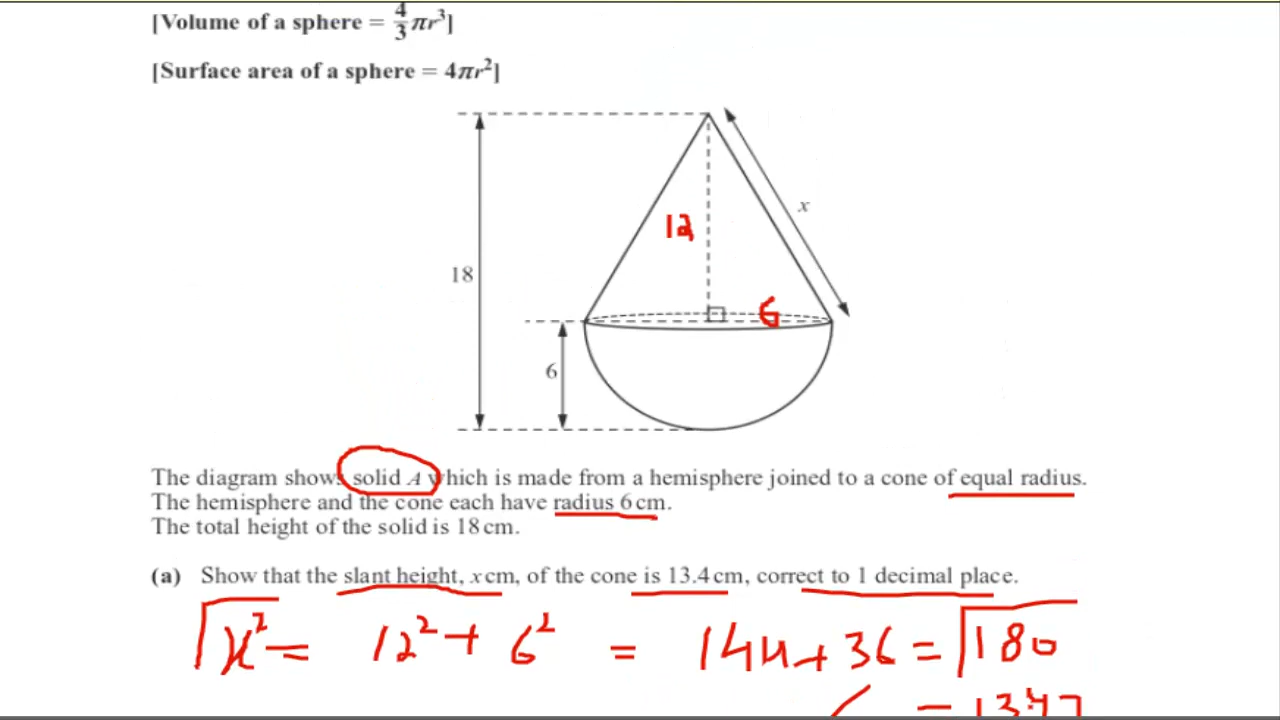 [Volume of a sphere = 4/3 πr³]
[Surface area of a sphere = 4πr²]
x
12
18
6
6
The diagram shows solid A which is made from a hemisphere joined to a cone of equal radius.
The hemisphere and the cone each have radius 6 cm.
The total height of the solid is 18 cm.
(a) Show that the slant height, x cm, of the cone is 13.4 cm, correct to 1 decimal place.
√x² = 12² + 6² = 144 + 36 = √180